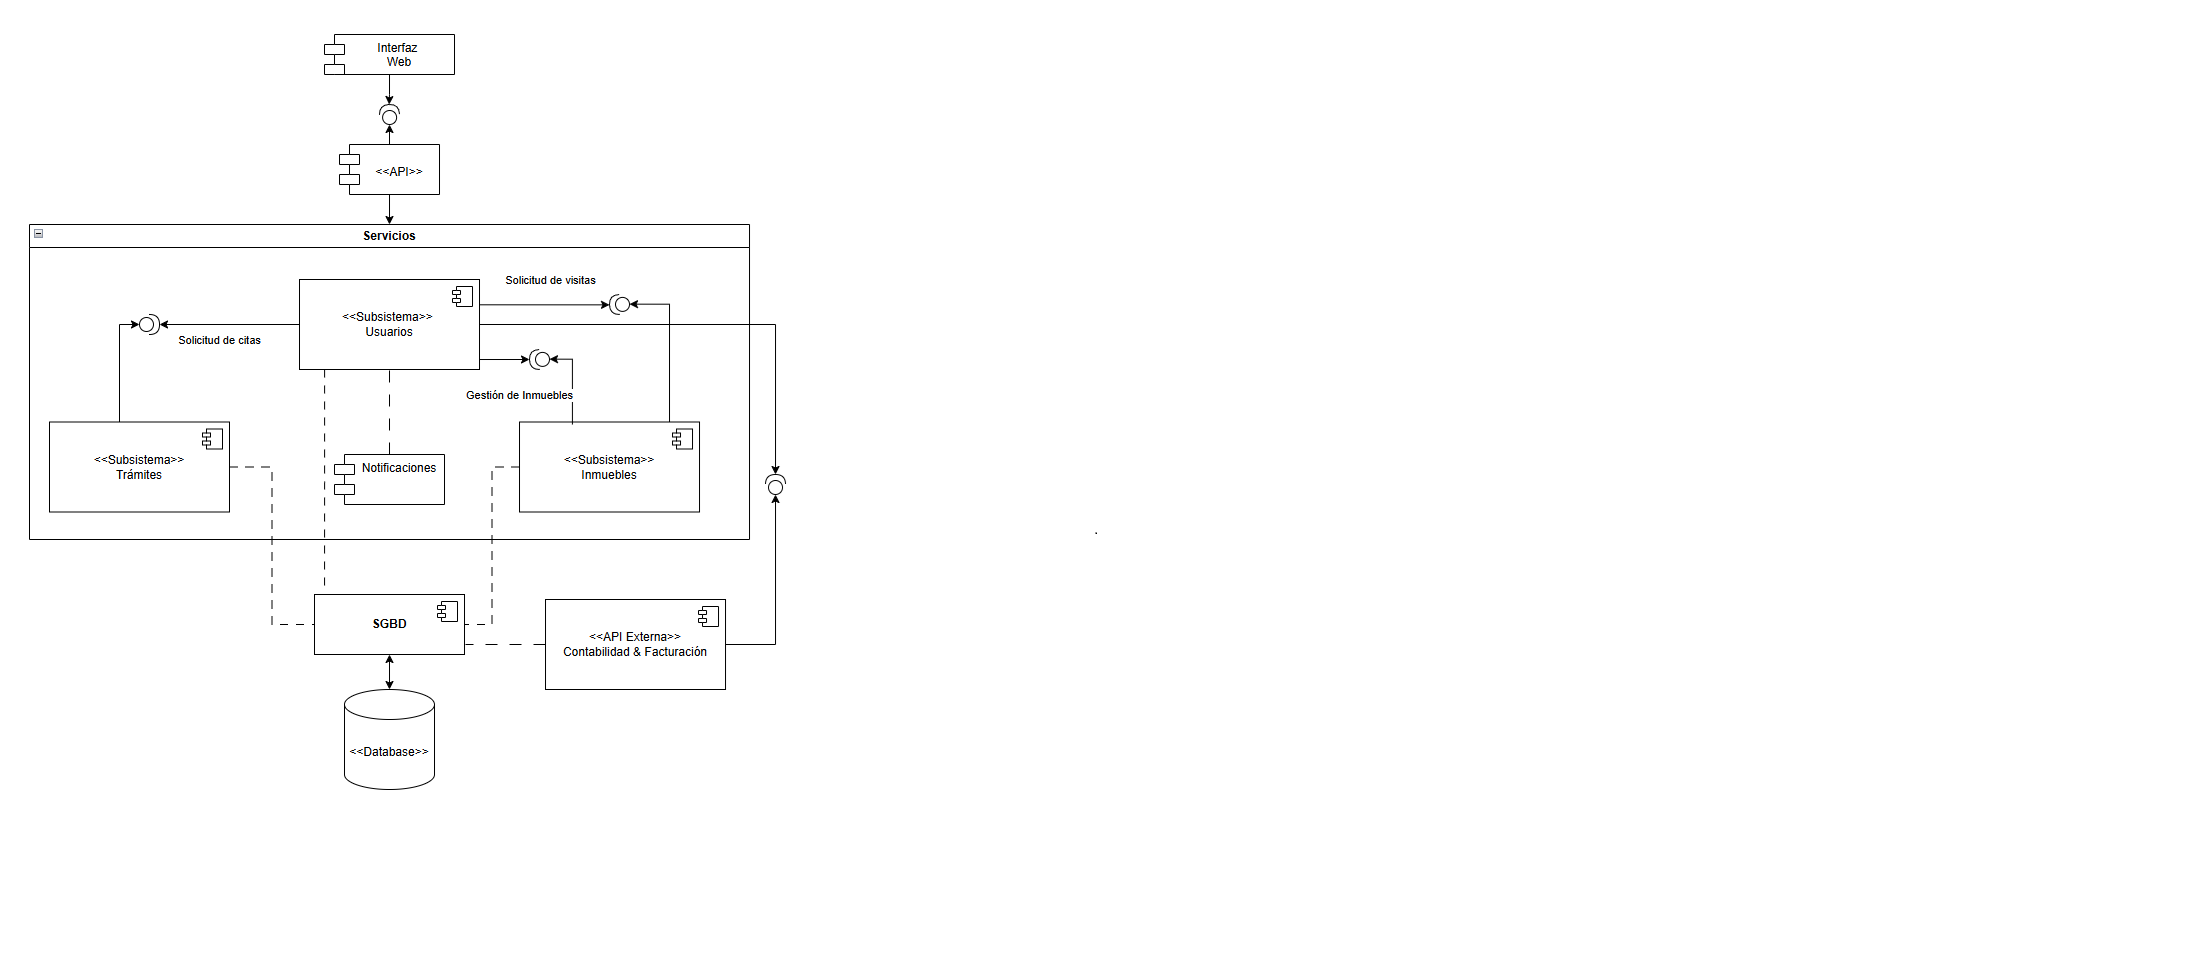 Interfaz
Web
<<API>>
Servicios
Solicitud de visitas
<<Subsistema>>
Usuarios
Solicitud de citas
Gestión de Inmuebles
<<Subsistema>>
Trámites
Notificaciones
<<Subsistema>>
Inmuebles
SGBD
<<API Externa>>
Contabilidad & Facturación
<<Database>>
.